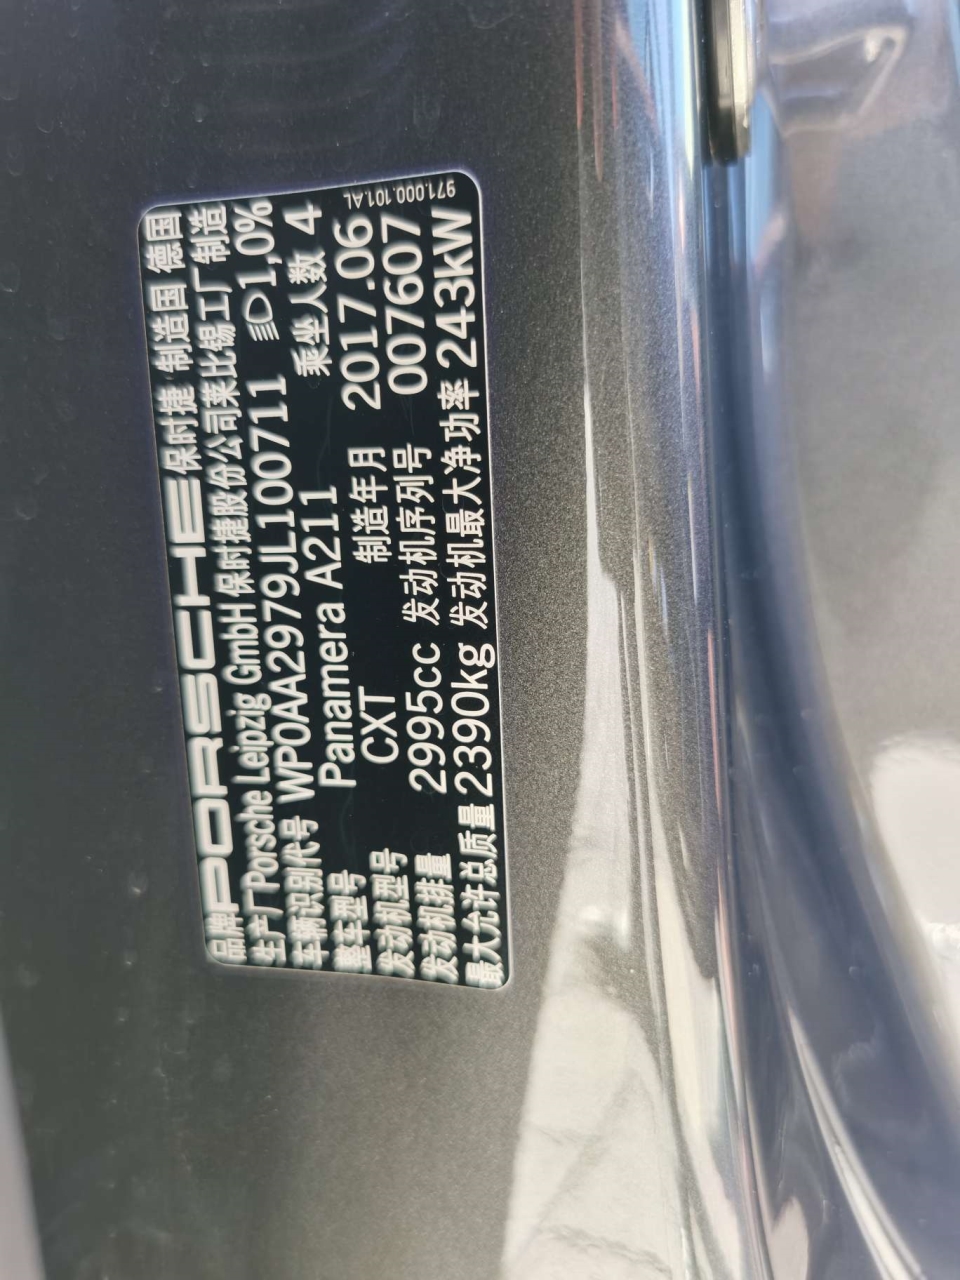 品牌 PORSCHE 保时捷 制造国 德国
生产厂 Porsche Leipzig GmbH 保时捷股份公司莱比锡工厂制造
车辆识别代号 WP0AA2979JL100711 1,0%
整车型号 Panamera A211 乘坐人数 4
发动机型号 CXT 制造年月 2017.06
发动机排量 2995cc 发动机序列号 007607
最大允许总质量 2390kg 发动机最大净功率 243kW
971.000.101.AL